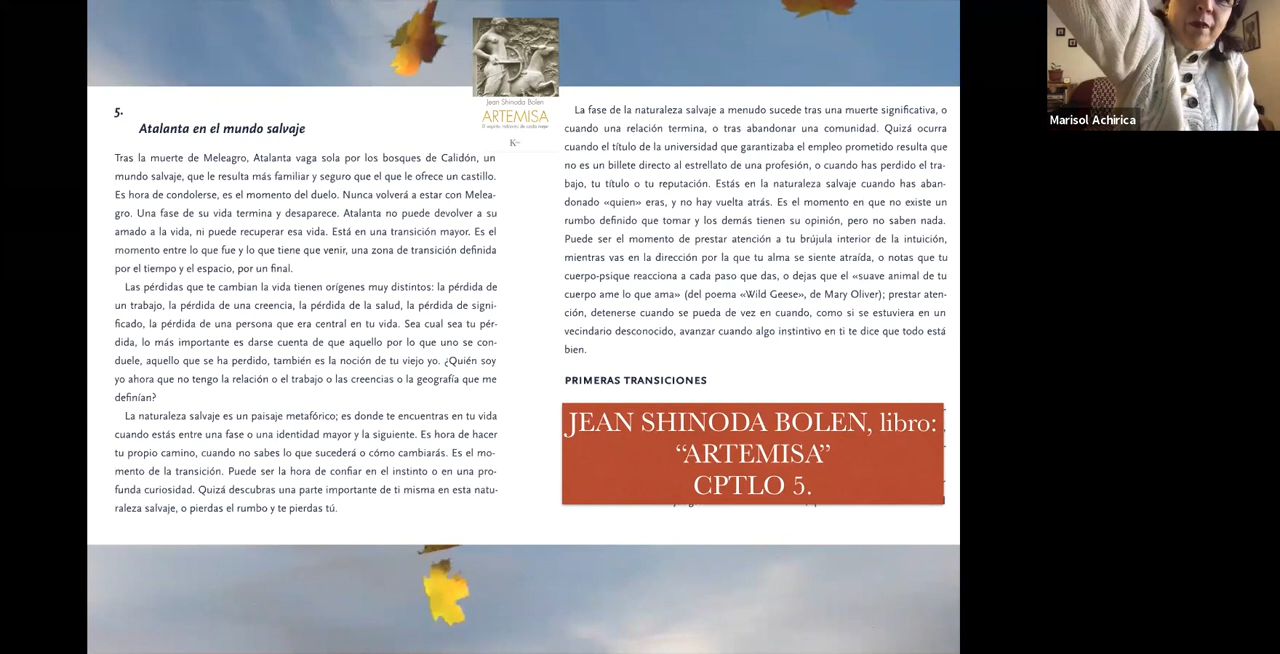 5.
Atalanta en el mundo salvaje
Tras la muerte de Meleagro, Atalanta vaga sola por los bosques de Calidón, un
mundo salvaje, que le resulta más familiar y seguro que el que le ofrece un castillo.
Es hora de condolerse, es el momento del duelo. Nunca volverá a estar con Melea-
gro. Una fase de su vida termina y desaparece. Atalanta no puede devolver a su
amado a la vida, ni puede recuperar esa vida. Está en una transición mayor. Es el
momento entre lo que fue y lo que tiene que venir, una zona de transición definida
por el tiempo y el espacio, por un final.
Las pérdidas que te cambian la vida tienen orígenes muy distintos: la pérdida de
un trabajo, la pérdida de una creencia, la pérdida de la salud, la pérdida de signi-
ficado, la pérdida de una persona que era central en tu vida. Sea cual sea tu pér-
dida, lo más importante es darse cuenta de que aquello por lo que uno se con-
duele, aquello que se ha perdido, también es la noción de tu viejo yo. ¿Quién soy
yo ahora que no tengo la relación o el trabajo o las creencias o la geografía que me
definían?
La naturaleza salvaje es un paisaje metafórico; es donde te encuentras en tu vida
cuando estás entre una fase o una identidad mayor y la siguiente. Es hora de hacer
tu propio camino, cuando no sabes lo que sucederá o cómo cambiarás. Es el mo-
mento de la transición. Puede ser la hora de confiar en el instinto o en una pro-
funda curiosidad. Quizá descubras una parte importante de ti misma en esta natu-
raleza salvaje, o pierdas el rumbo y te pierdas tú.
Jean Shinoda Bolen
ARTEMISA
El espíritu indómito de cada mujer
K
La fase de la naturaleza salvaje a menudo sucede tras una muerte significativa, o
cuando una relación termina, o tras abandonar una comunidad. Quizá ocurra
cuando el título de la universidad que garantizaba el empleo prometido resulta que
no es un billete directo al estrellato de una profesión, o cuando has perdido el tra-
bajo, tu título o tu reputación. Estás en la naturaleza salvaje cuando has aban-
donado «quien» eras, y no hay vuelta atrás. Es el momento en que no existe un
rumbo definido que tomar y los demás tienen su opinión, pero no saben nada.
Puede ser el momento de prestar atención a tu brújula interior de la intuición,
mientras vas en la dirección por la que tu alma se siente atraída, o notas que tu
cuerpo-psique reacciona a cada paso que das, o dejas que el «suave animal de tu
cuerpo ame lo que ama» (del poema «Wild Geese», de Mary Oliver); prestar aten-
ción, detenerse cuando se pueda de vez en cuando, como si se estuviera en un
vecindario desconocido, avanzar cuando algo instintivo en ti te dice que todo está
bien.
PRIMERAS TRANSICIONES
JEAN SHINODA BOLEN, libro:
“ARTEMISA”
CPTLO 5.
Marisol Achirica